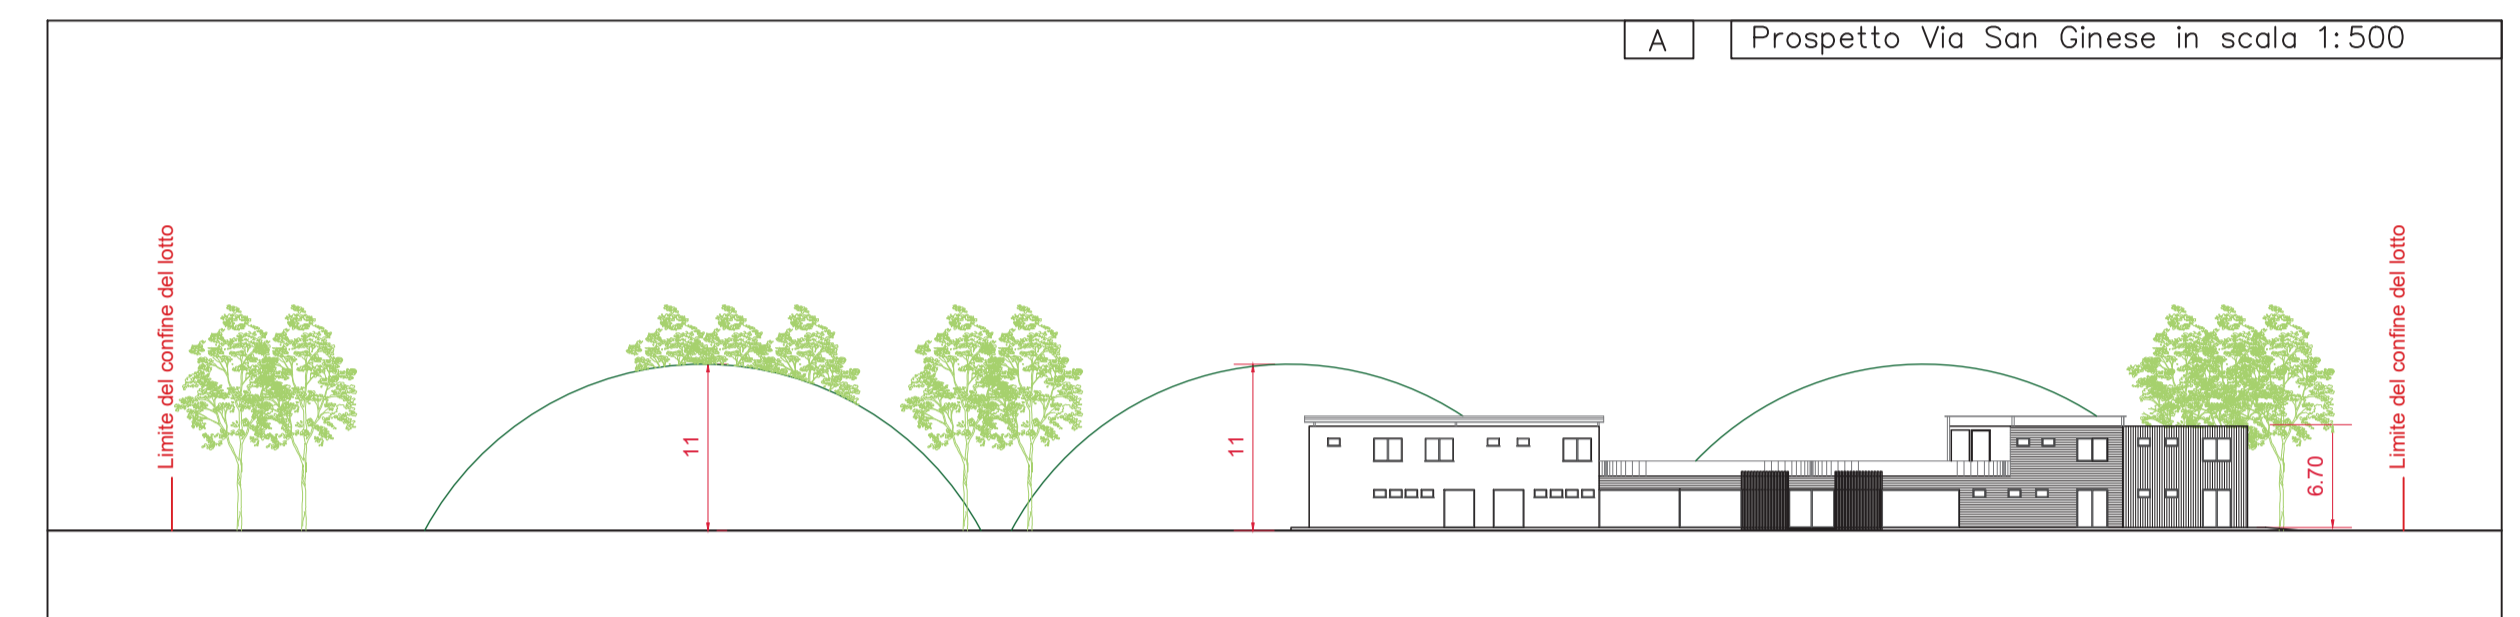 A
Prospetto Via San Ginese in scala 1:500
Limite del confine del lotto
11
11
6.70
Limite del confine del lotto